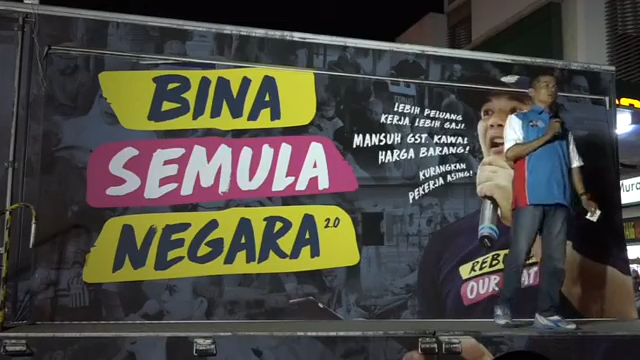 BINA
SEMULA
NEGARA 2.0
LEBIH PELUANG
KERJA, LEBIH GAJI!
MANSUH GST. KAWAL
HARGA BARANG!
KURANGKAN
PEKERJA ASING!
OUR